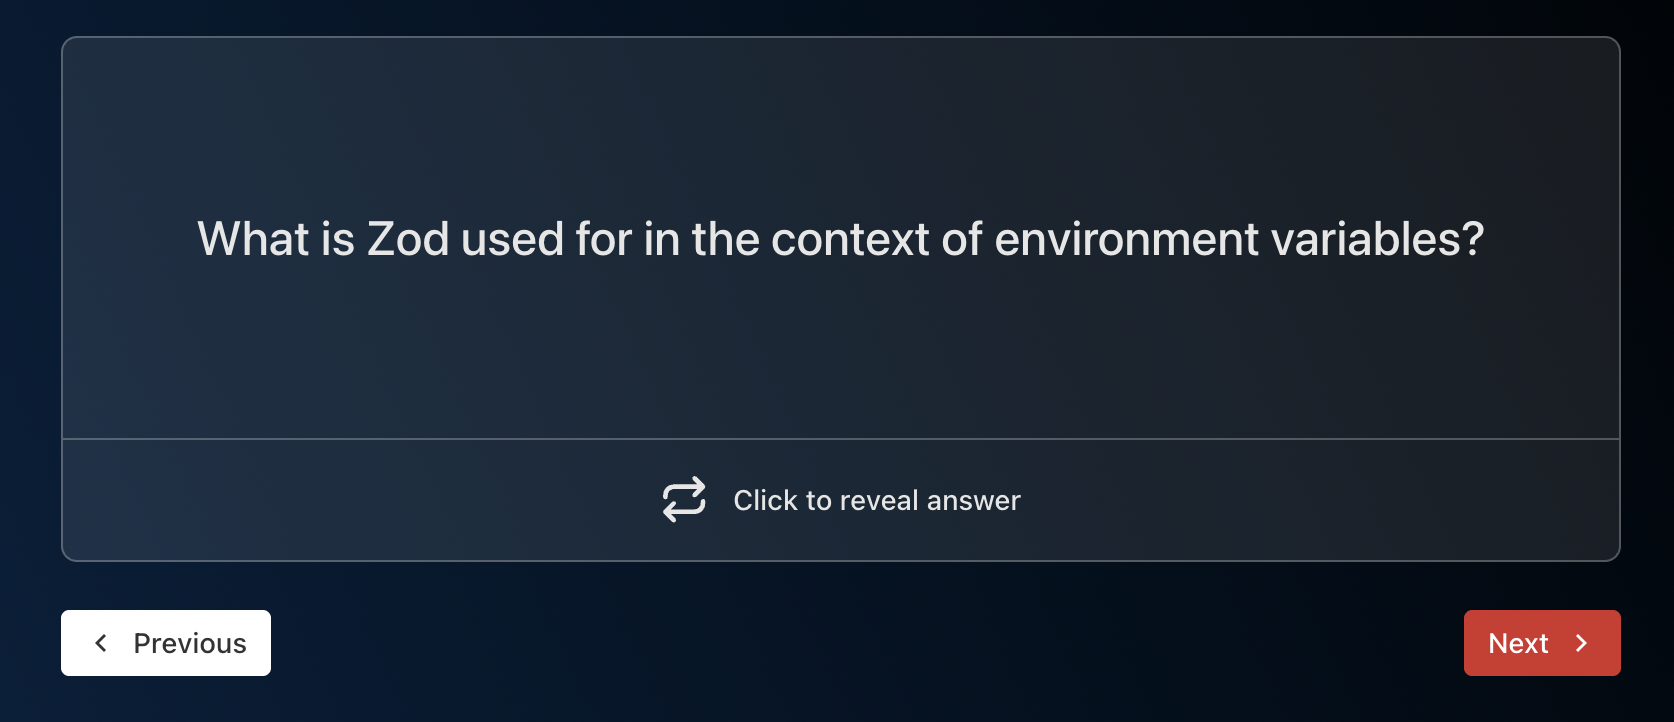 What is Zod used for in the context of environment variables?
Click to reveal answer
Previous
Next